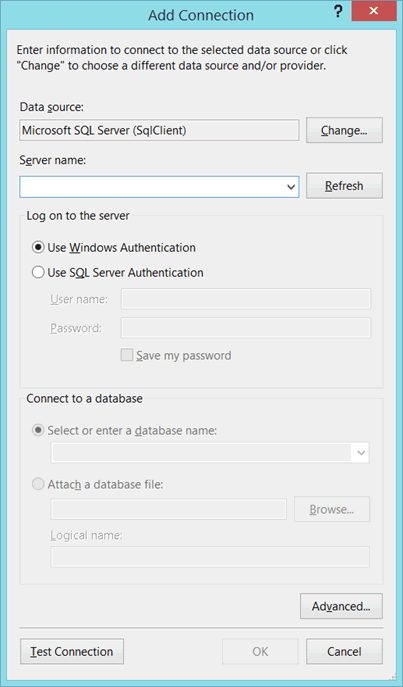 Add Connection
?
Enter information to connect to the selected data source or click
"Change" to choose a different data source and/or provider.
Data source:
Microsoft SQL Server (SqlClient)
Change...
Server name:
Refresh
Log on to the server
Use Windows Authentication
Use SQL Server Authentication
User name:
Password:
Save my password
Connect to a database
Select or enter a database name:
Attach a database file:
Browse...
Logical name:
Advanced...
Test Connection
OK
Cancel